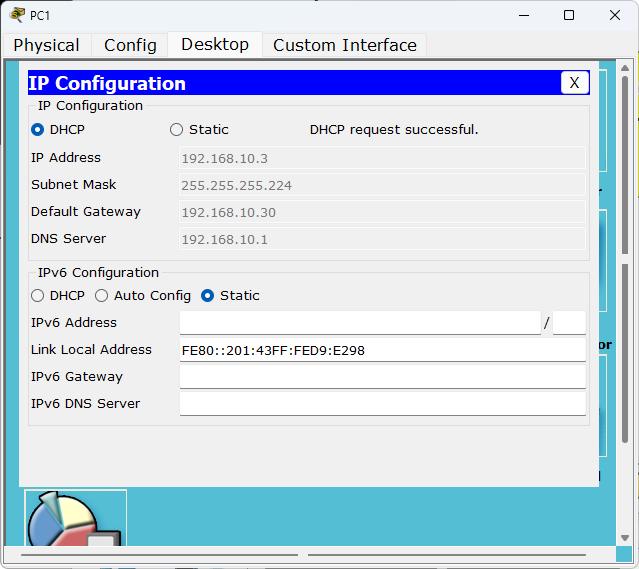 PC1
Physical Config Desktop Custom Interface
IP Configuration X
IP Configuration
DHCP Static DHCP request successful.
IP Address 192.168.10.3
Subnet Mask 255.255.255.224
Default Gateway 192.168.10.30
DNS Server 192.168.10.1
IPv6 Configuration
DHCP Auto Config Static
IPv6 Address /
Link Local Address FE80::201:43FF:FED9:E298
IPv6 Gateway
IPv6 DNS Server
or